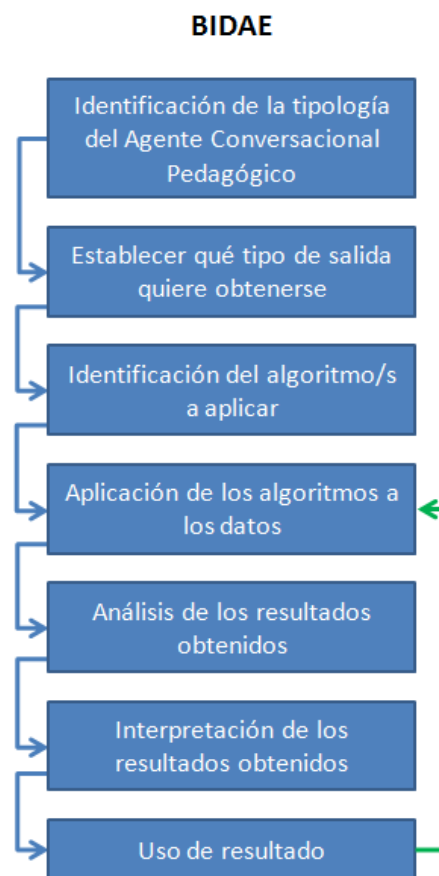 BIDAE
Identificación de la tipología
del Agente Conversacional
Pedagógico
Establecer qué tipo de salida
quiere obtenerse
Identificación del algoritmo/s
a aplicar
Aplicación de los algoritmos a
los datos
Análisis de los resultados
obtenidos
Interpretación de los
resultados obtenidos
Uso de resultado